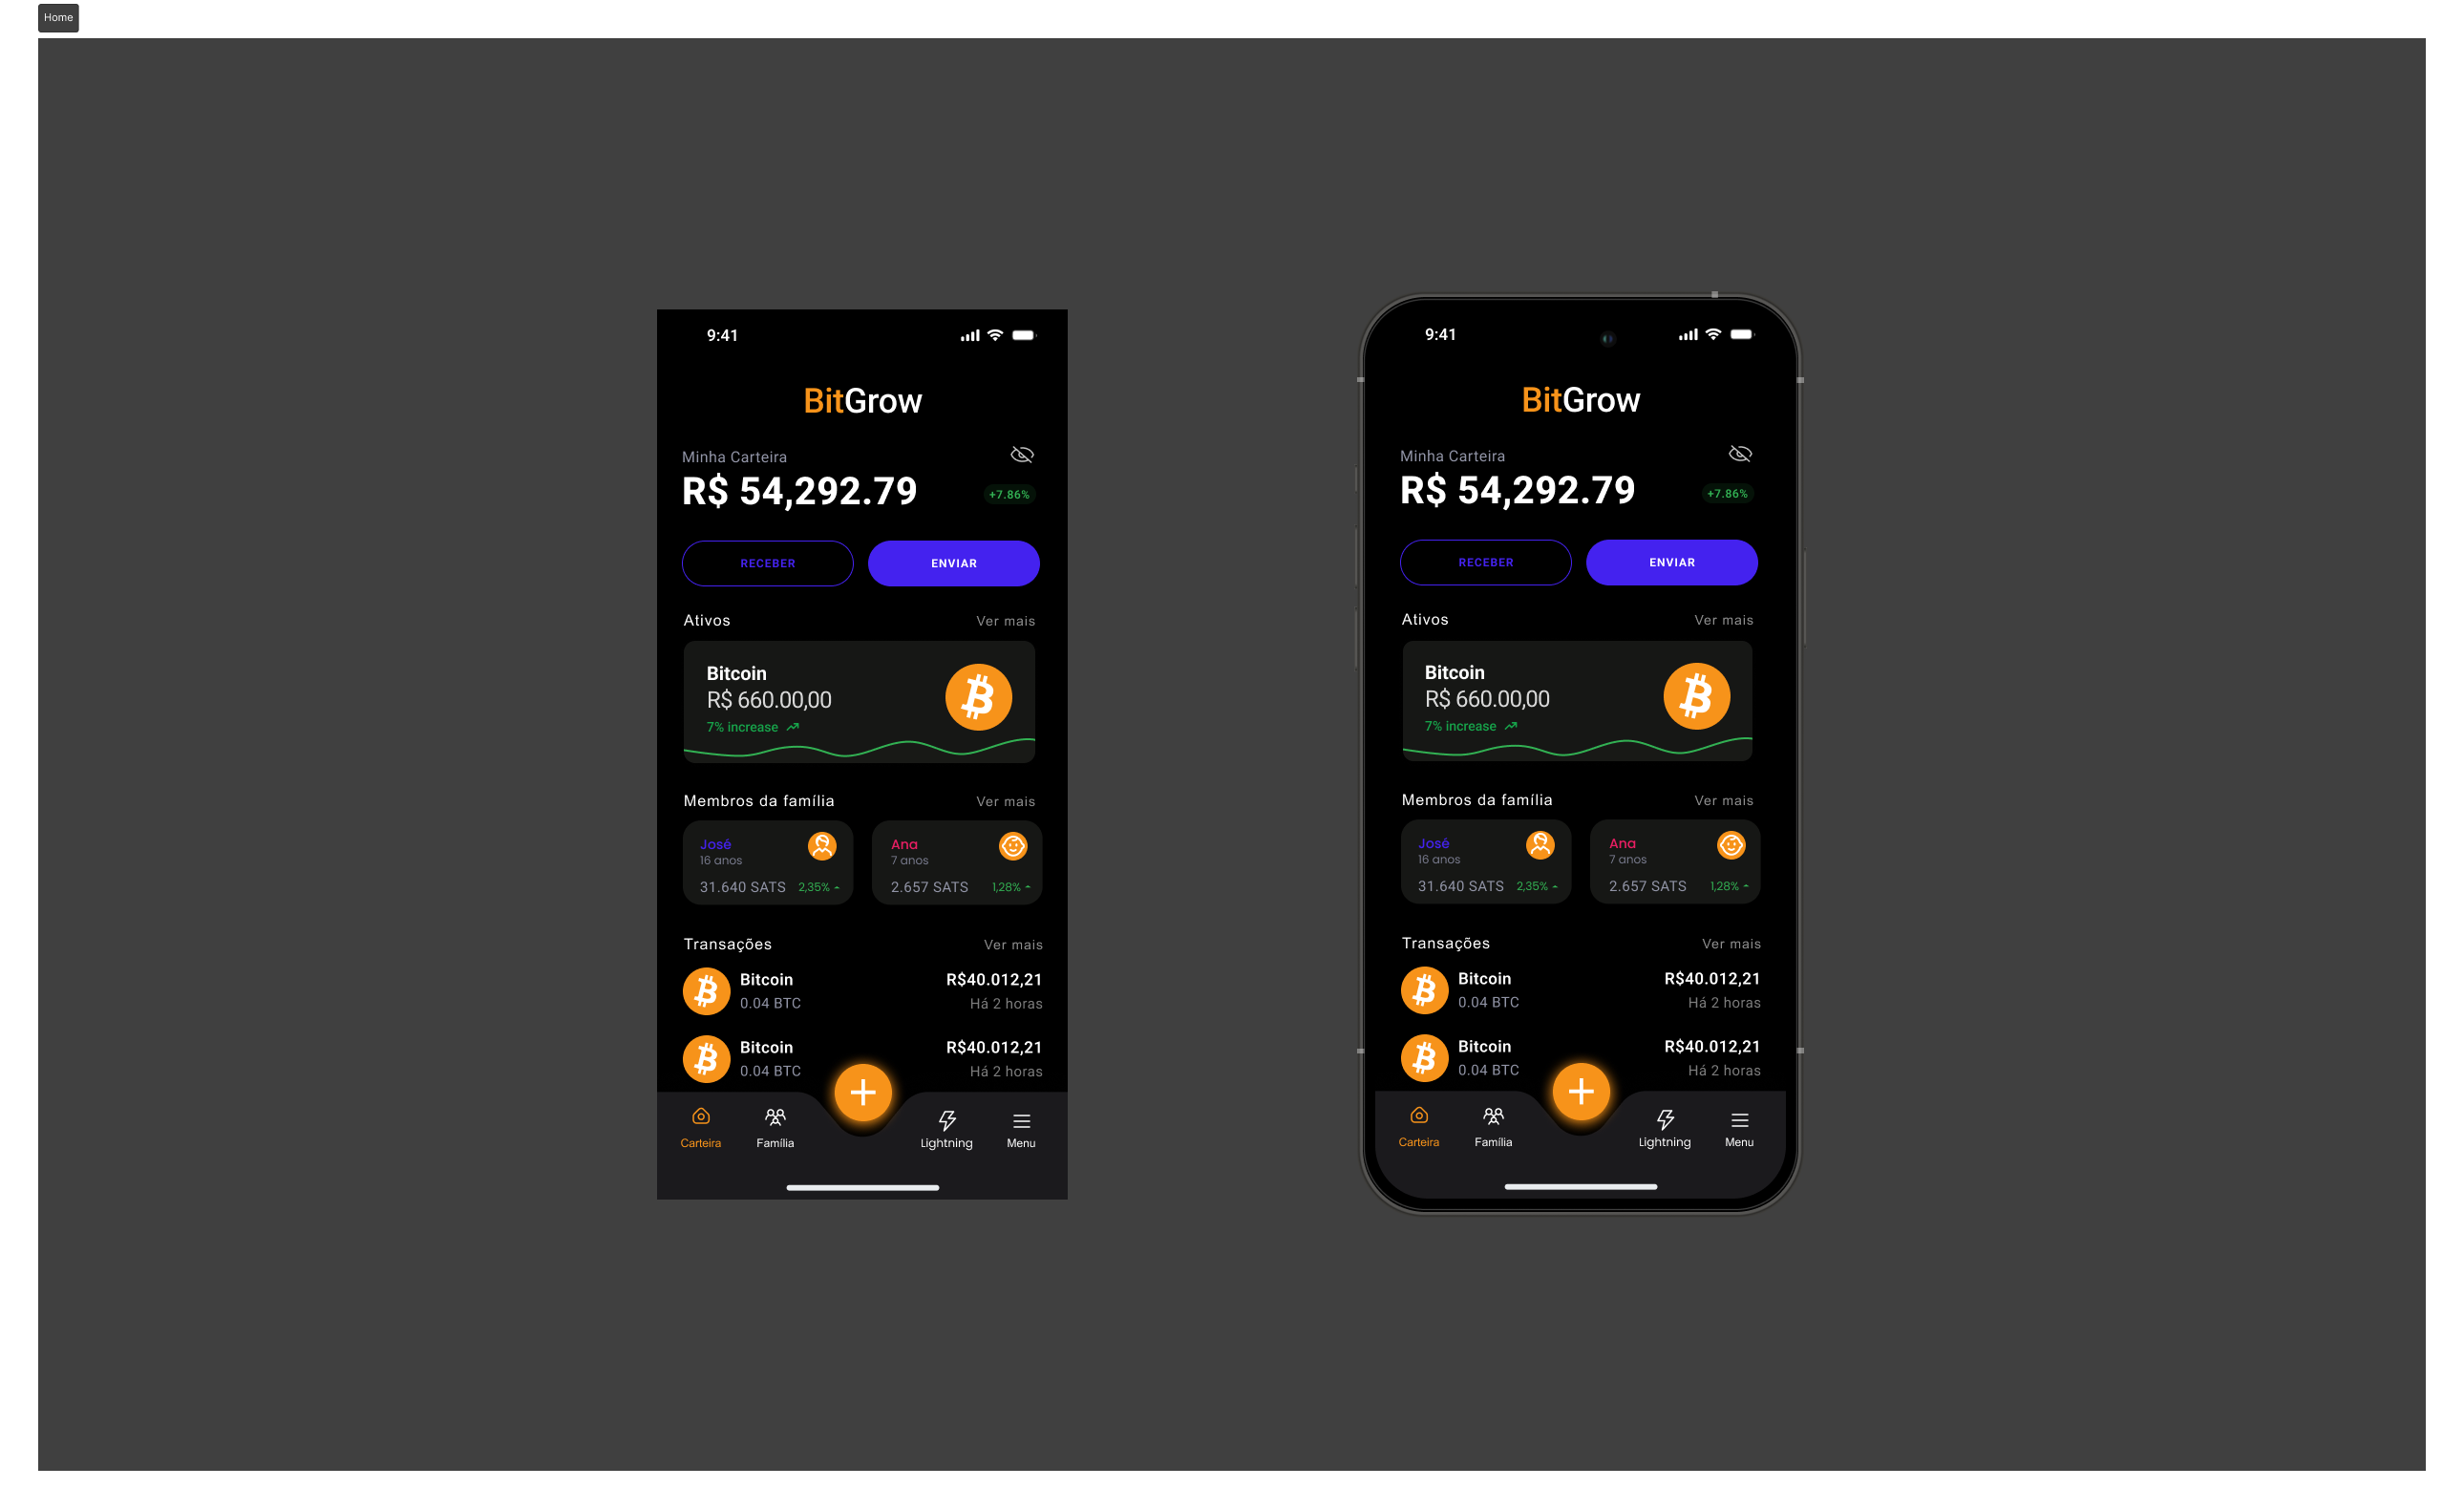 Home
9:41
BitGrow
Minha Carteira
R$ 54,292.79
+7.86%
RECEBER
ENVIAR
Ativos
Ver mais
Bitcoin
R$ 660.00,00
7% increase
Membros da família
Ver mais
José
16 anos
31.640 SATS
2,35%
Ana
7 anos
2.657 SATS
1,28%
Transações
Ver mais
Bitcoin
R$40.012,21
0.04 BTC
Há 2 horas
Bitcoin
R$40.012,21
0.04 BTC
Há 2 horas
Carteira
Família
Lightning
Menu
9:41
BitGrow
Minha Carteira
R$ 54,292.79
+7.86%
RECEBER
ENVIAR
Ativos
Ver mais
Bitcoin
R$ 660.00,00
7% increase
Membros da família
Ver mais
José
16 anos
31.640 SATS
2,35%
Ana
7 anos
2.657 SATS
1,28%
Transações
Ver mais
Bitcoin
R$40.012,21
0.04 BTC
Há 2 horas
Bitcoin
R$40.012,21
0.04 BTC
Há 2 horas
Carteira
Família
Lightning
Menu